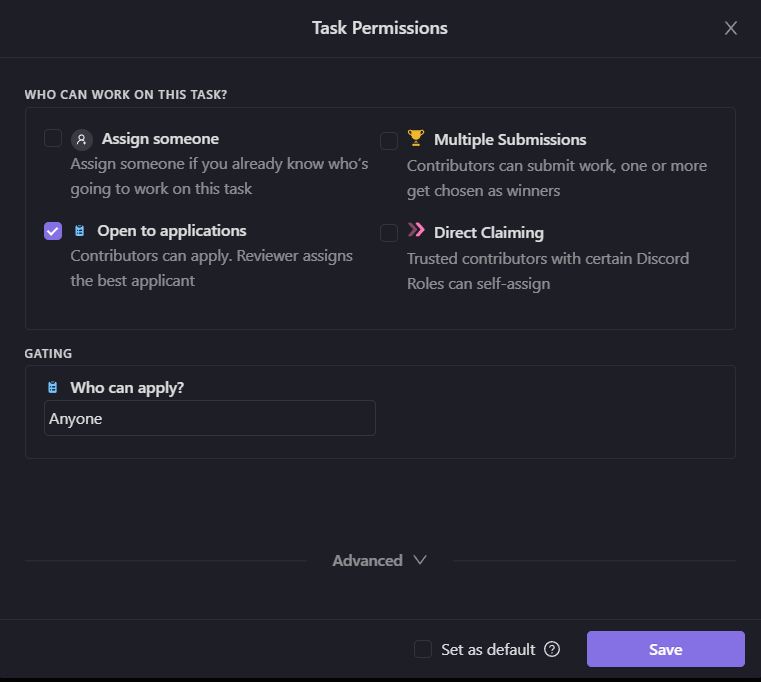 Task Permissions
WHO CAN WORK ON THIS TASK?
Assign someone
Assign someone if you already know who's
going to work on this task
Multiple Submissions
Contributors can submit work, one or more
get chosen as winners
Open to applications
Contributors can apply. Reviewer assigns
the best applicant
Direct Claiming
Trusted contributors with certain Discord
Roles can self-assign
GATING
Who can apply?
Anyone
Advanced
Set as default ?
Save